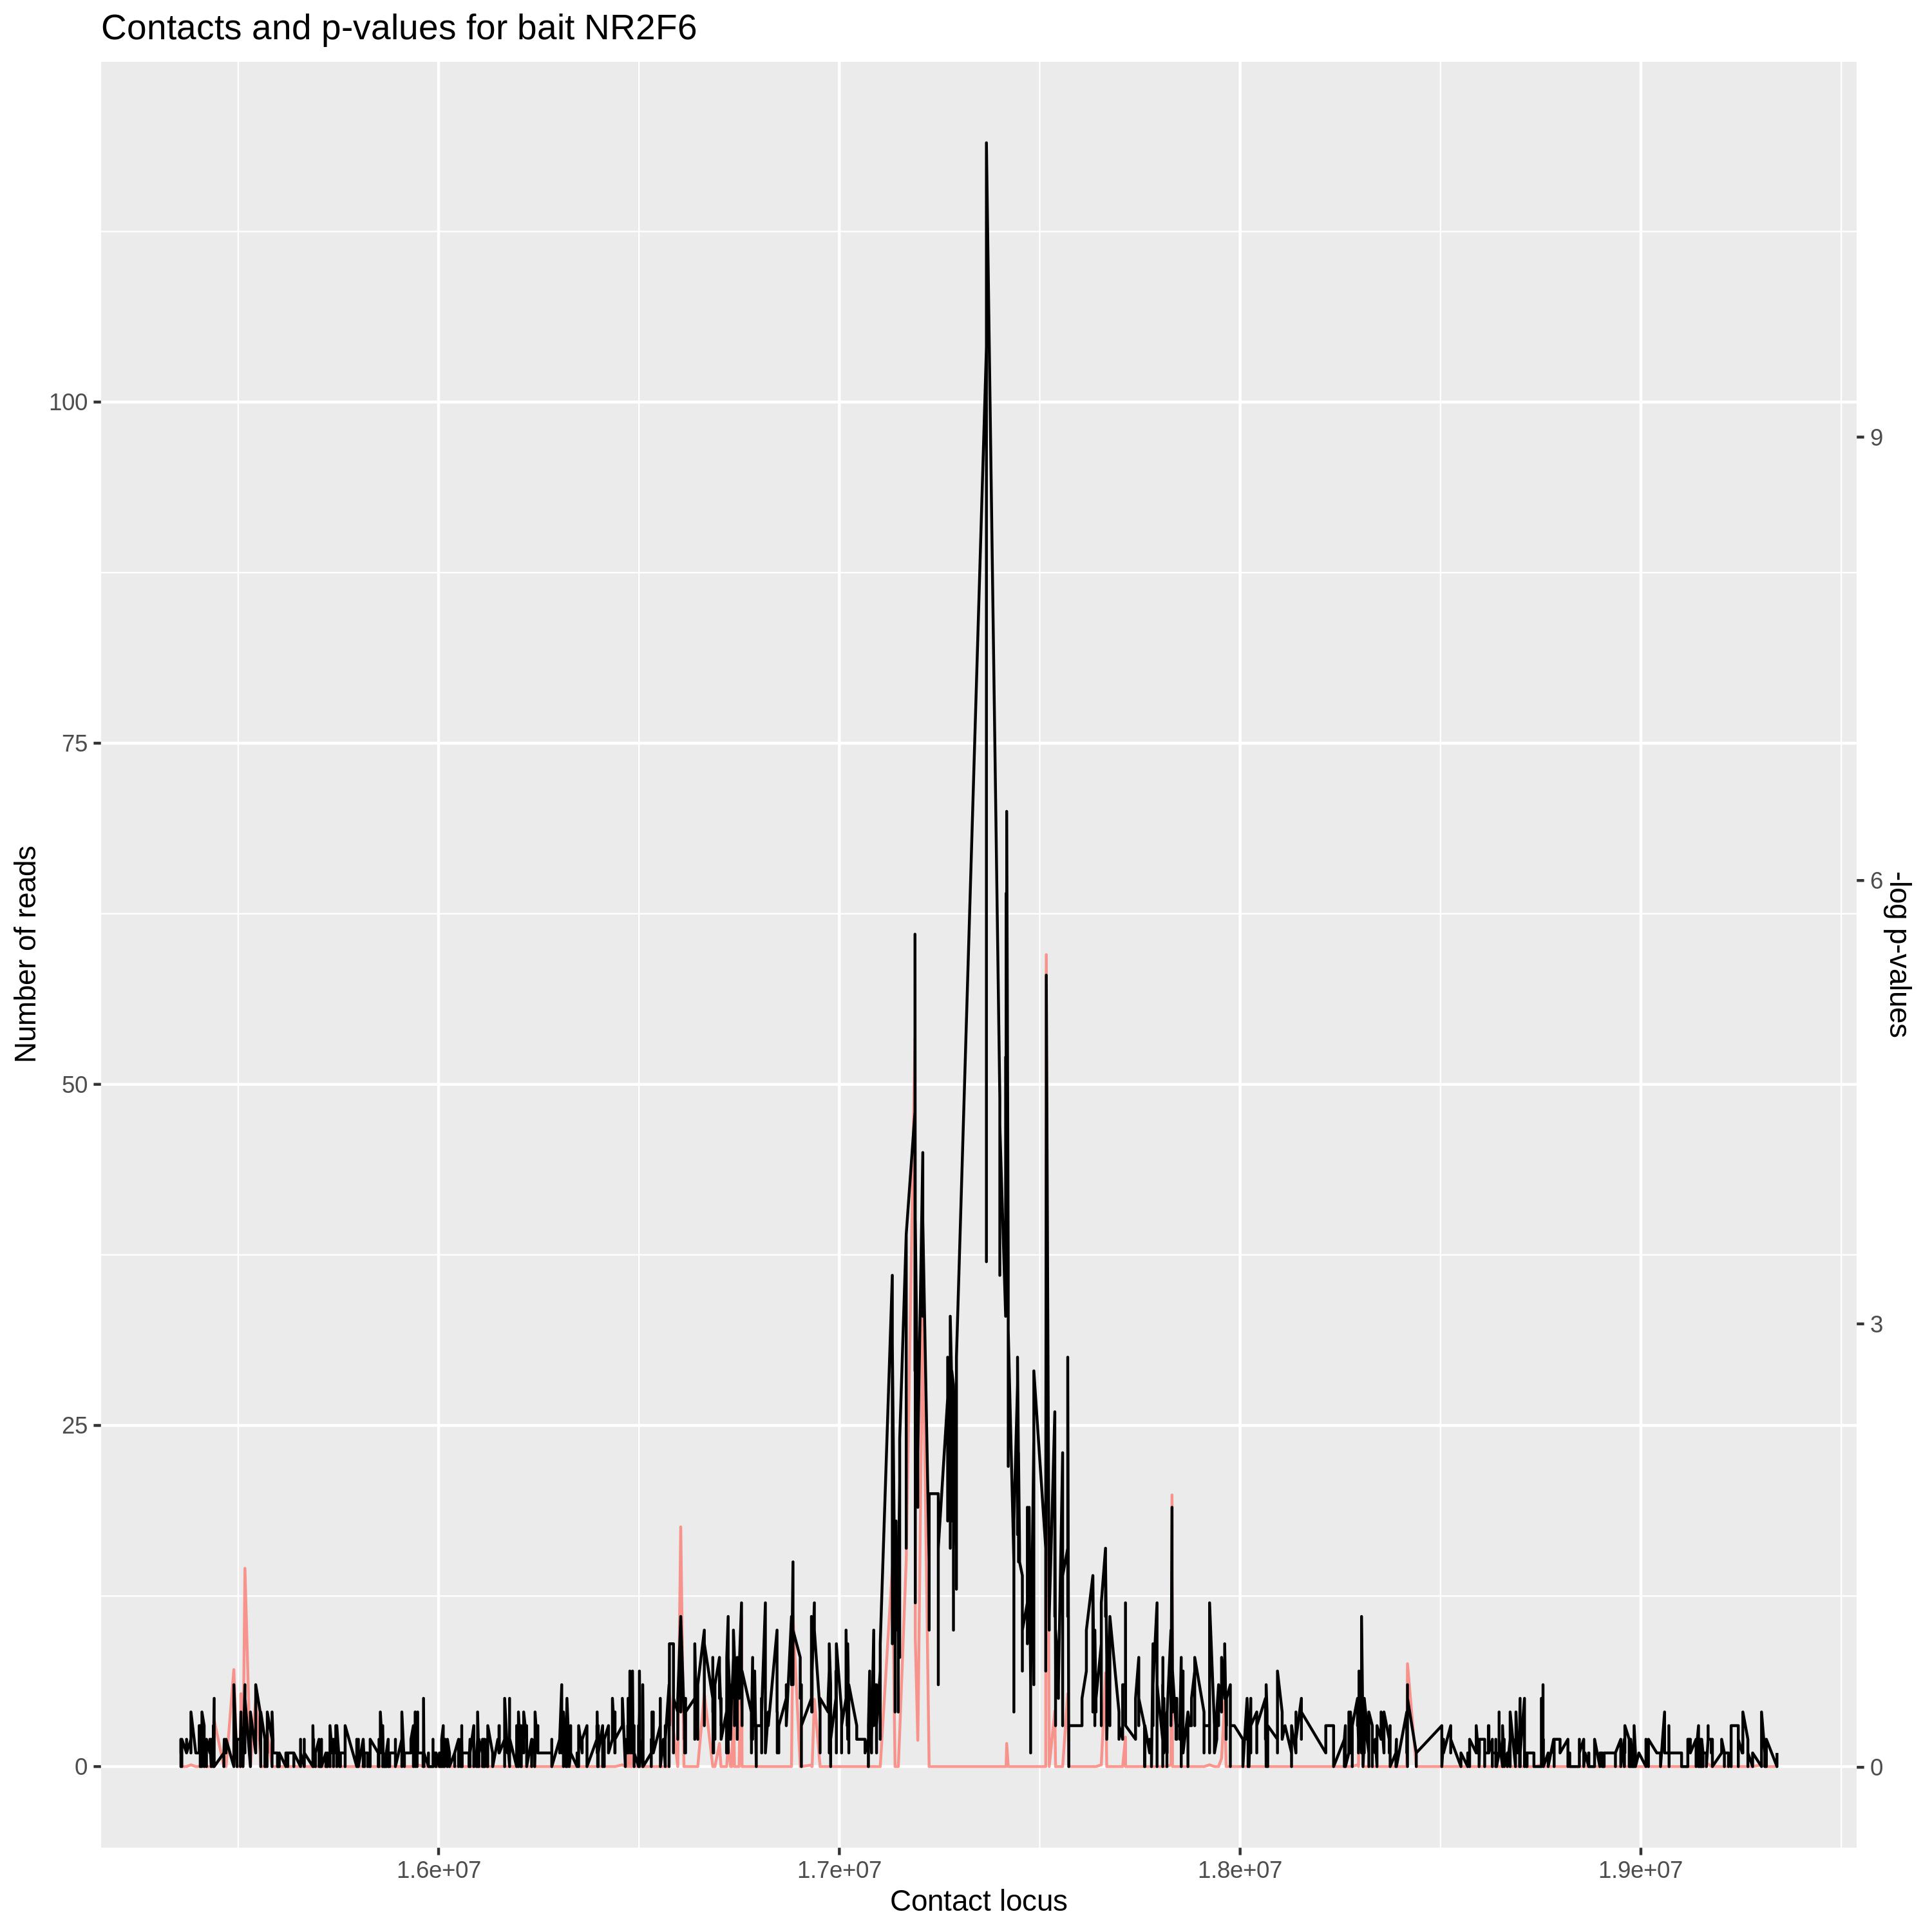 Contacts and p-values for bait NR2F6
Number of reads
100
75
50
25
0
9
6
3
0
-log p-values
1.6e+07
1.7e+07
1.8e+07
1.9e+07
Contact locus